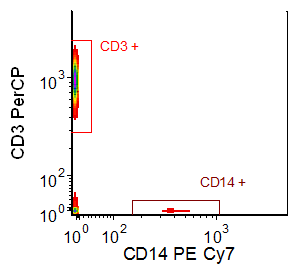 CD3 +
CD3 PerCP
10³
10²
10⁰
CD14 +
10⁰ 10² 10³
CD14 PE Cy7